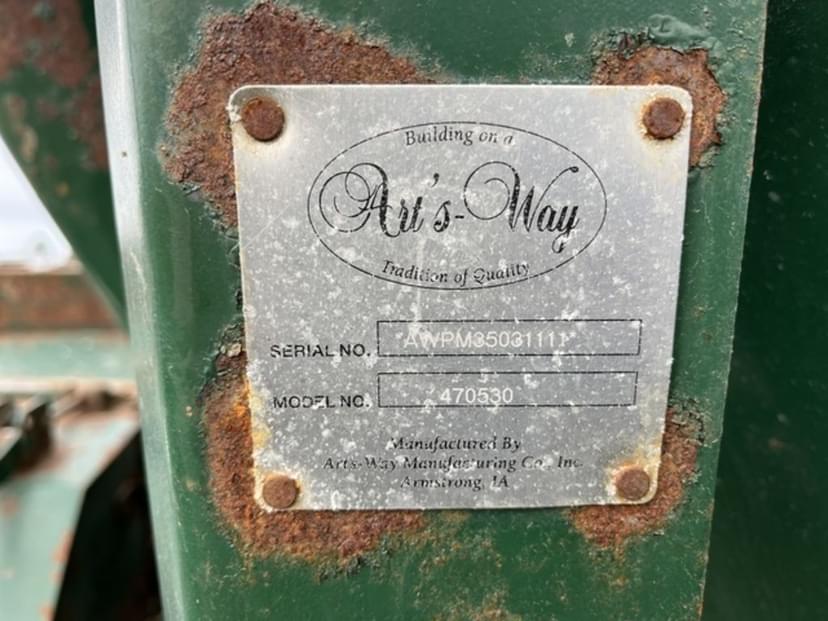 Building on a
Art's-Way
Tradition of Quality
SERIAL NO. AWPM35031111
MODEL NO. 470530
Manufactured By
Art's-Way Manufacturing Co., Inc.
Armstrong, IA